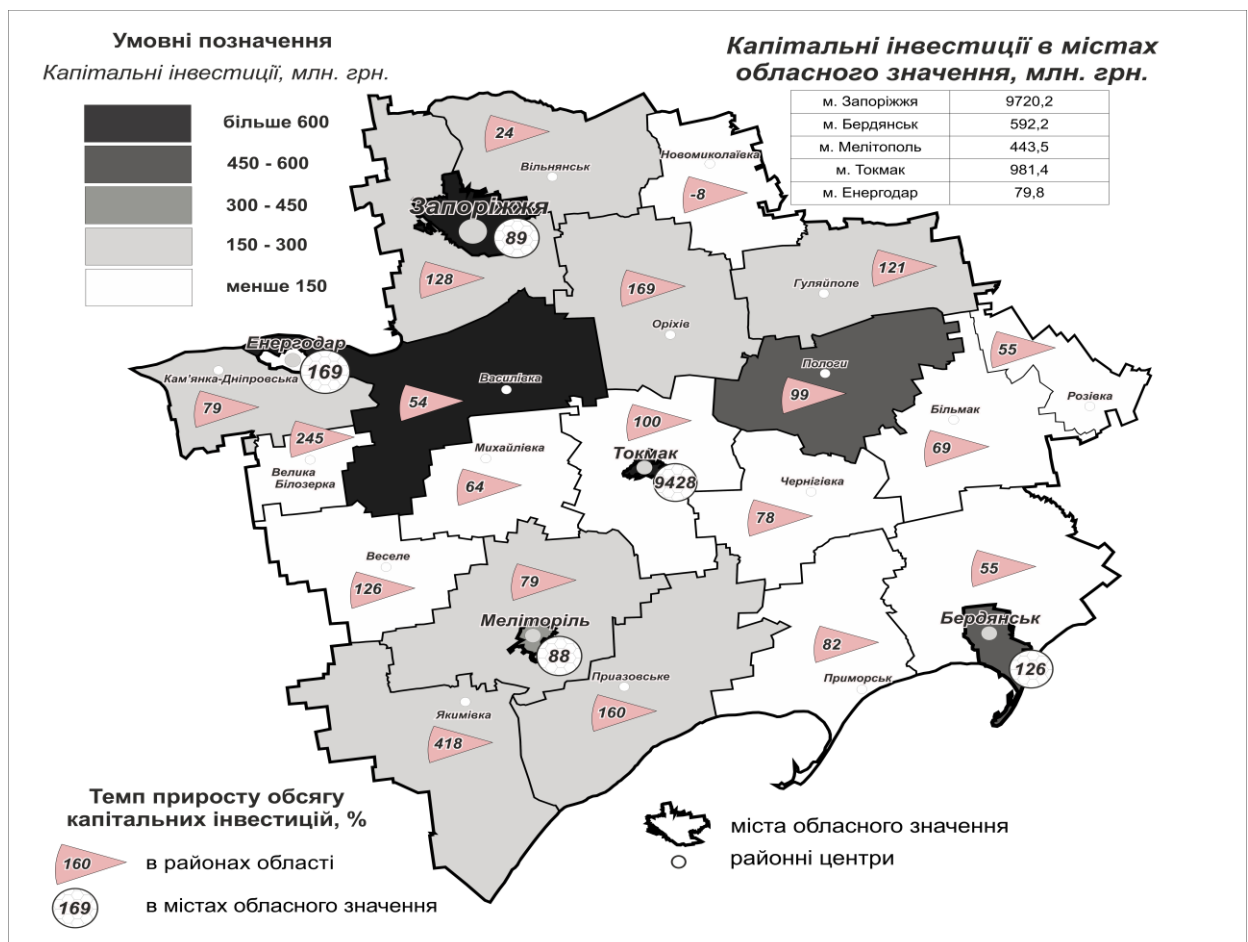 Умовні позначення
Капітальні інвестиції, млн. грн.
більше 600
450 - 600
300 - 450
150 - 300
менше 150
Капітальні інвестиції в містах
обласного значення, млн. грн.
м. Запоріжжя 9720,2
м. Бердянськ 592,2
м. Мелітополь 443,5
м. Токмак 981,4
м. Енергодар 79,8
24
Вільнянськ
Новомиколаївка
-8
Запоріжжя
89
128
169
Оріхів
121
Гуляйполе
Енергодар
169
Кам'янка-Дніпровська
79
Василівка
54
Пологи
99
55
Розівка
Більмак
69
245
Велика
Білозерка
Михайлівка
64
100
Токмак
9428
Чернігівка
78
Веселе
126
79
Меліторіль
88
55
Бердянськ
126
82
Приморськ
Приазовське
160
Якимівка
418
Темп приросту обсягу
капітальних інвестицій, %
160 в районах області
169 в містах обласного значення
міста обласного значення
районні центри